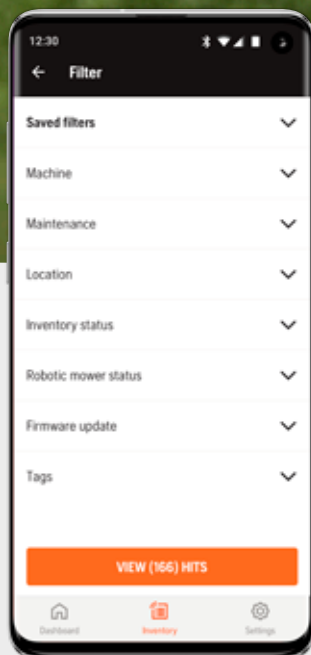 12:30
Filter
Saved filters
Machine
Maintenance
Location
Inventory status
Robotic mower status
Firmware update
Tags
VIEW (166) HITS
Dashboard Inventory Settings